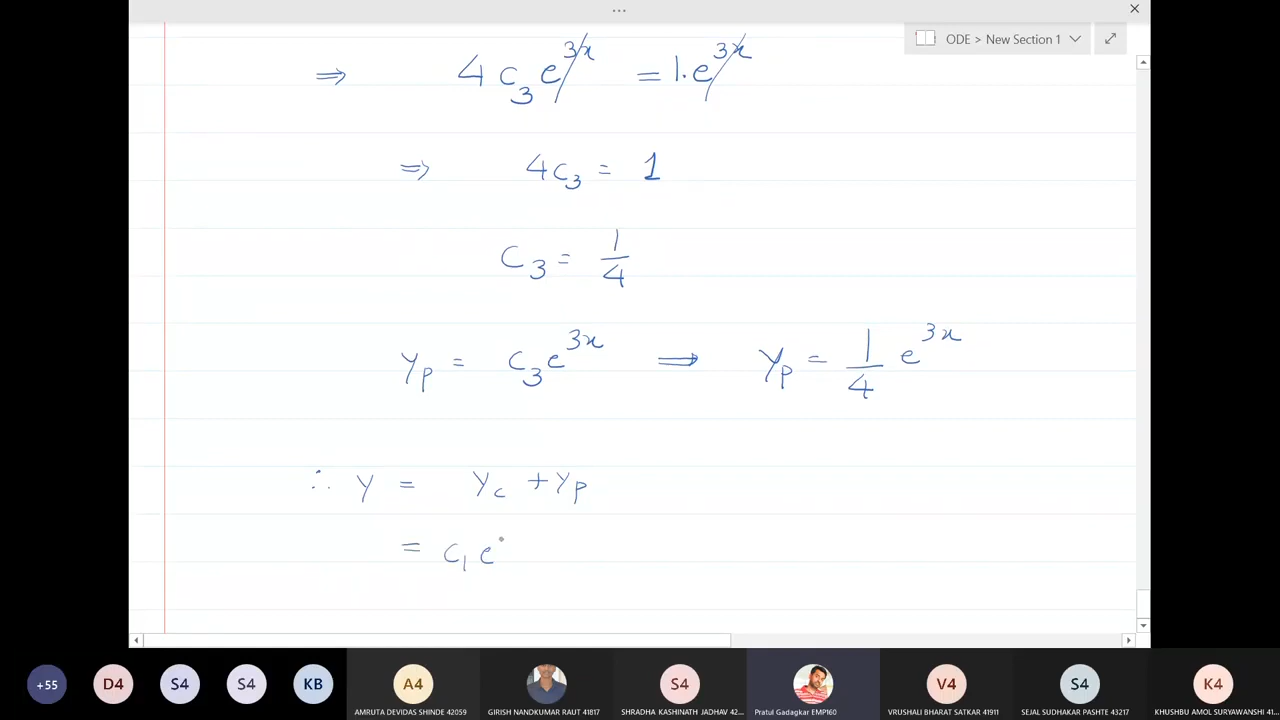 ...
ODE > New Section 1
⇒ 4 c₃ e^3x = 1. e^3x
⇒ 4c₃ = 1
C₃ = 1/4
yₚ = c₃ e^3x ⟹ yₚ = 1/4 e^3x
∴ y = y꜀ + yₚ
= c₁ e
+55
D4
S4
S4
KB
A4
S4
V4
S4
K4
AMRUTA DEVIDAS SHINDE 42059
GIRISH NANDKUMAR RAUT 41817
SHRADHA KASHINATH JADHAV 42...
Pratul Gadagkar EMP160
VRUSHALI BHARAT SATKAR 41911
SEJAL SUDHAKAR PASHTE 43217
KHUSHBU AMOL SURYAWANSHI 41...